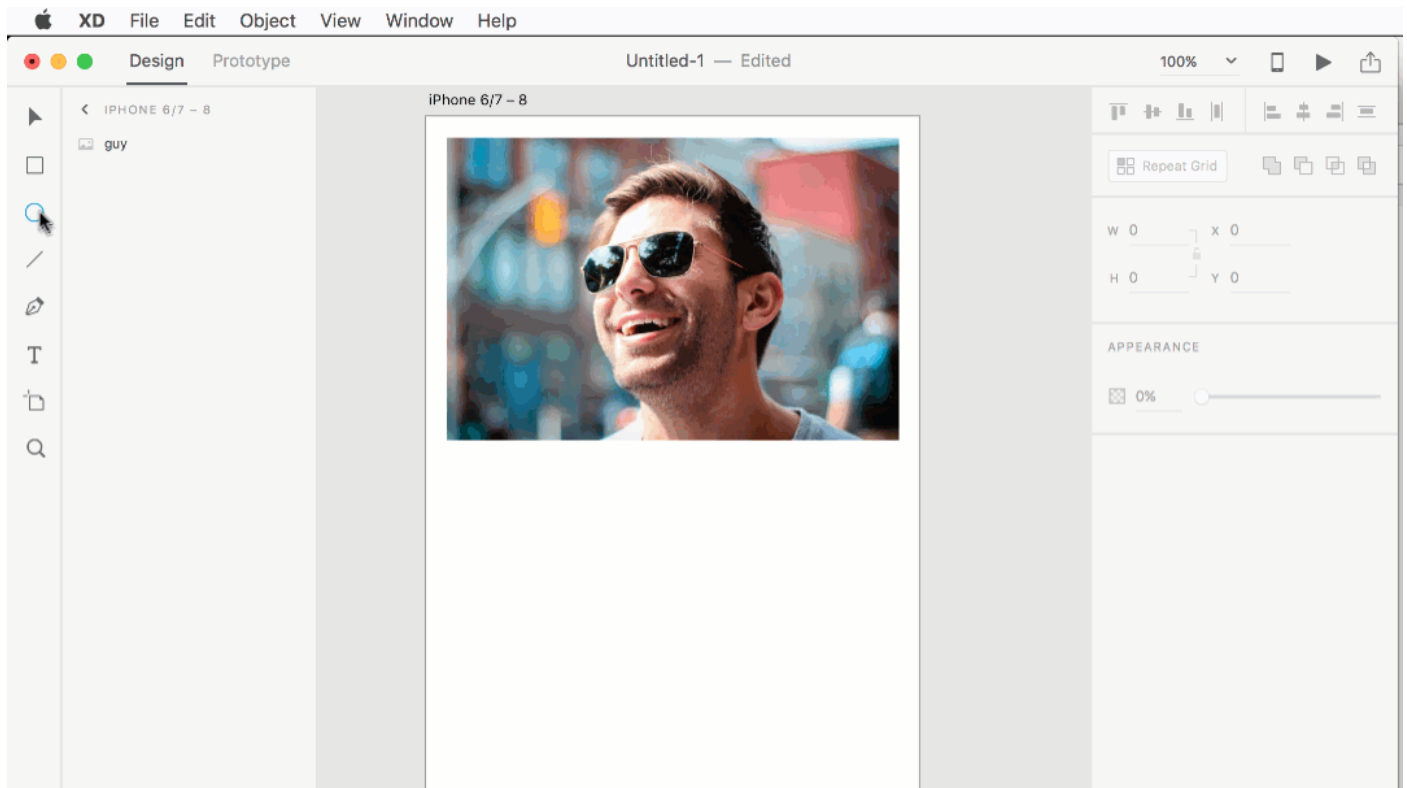 XD File Edit Object View Window Help
Design Prototype Untitled-1 — Edited 100%
IPHONE 6/7 – 8
guy
iPhone 6/7 – 8
Repeat Grid
W 0 X 0
H 0 Y 0
APPEARANCE
0%
T